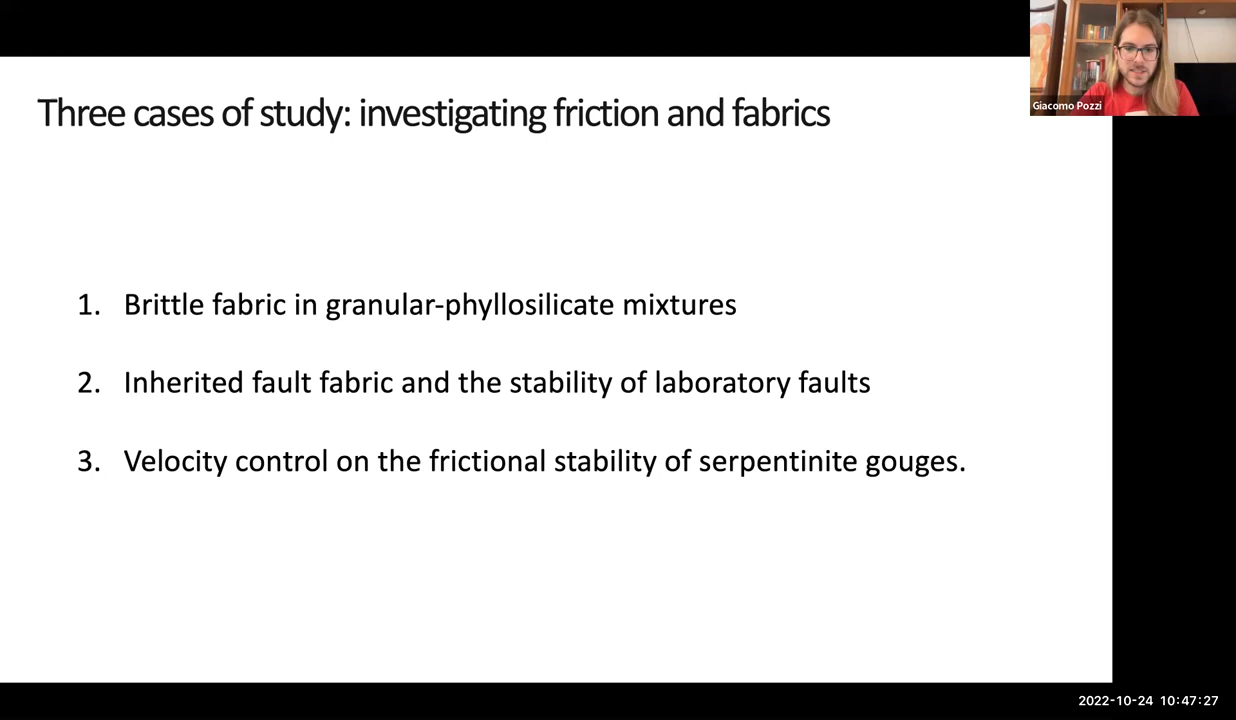 Giacomo Pozzi
Three cases of study: investigating friction and fabrics
1. Brittle fabric in granular-phyllosilicate mixtures
2. Inherited fault fabric and the stability of laboratory faults
3. Velocity control on the frictional stability of serpentinite gouges.
2022-10-24 10:47:27